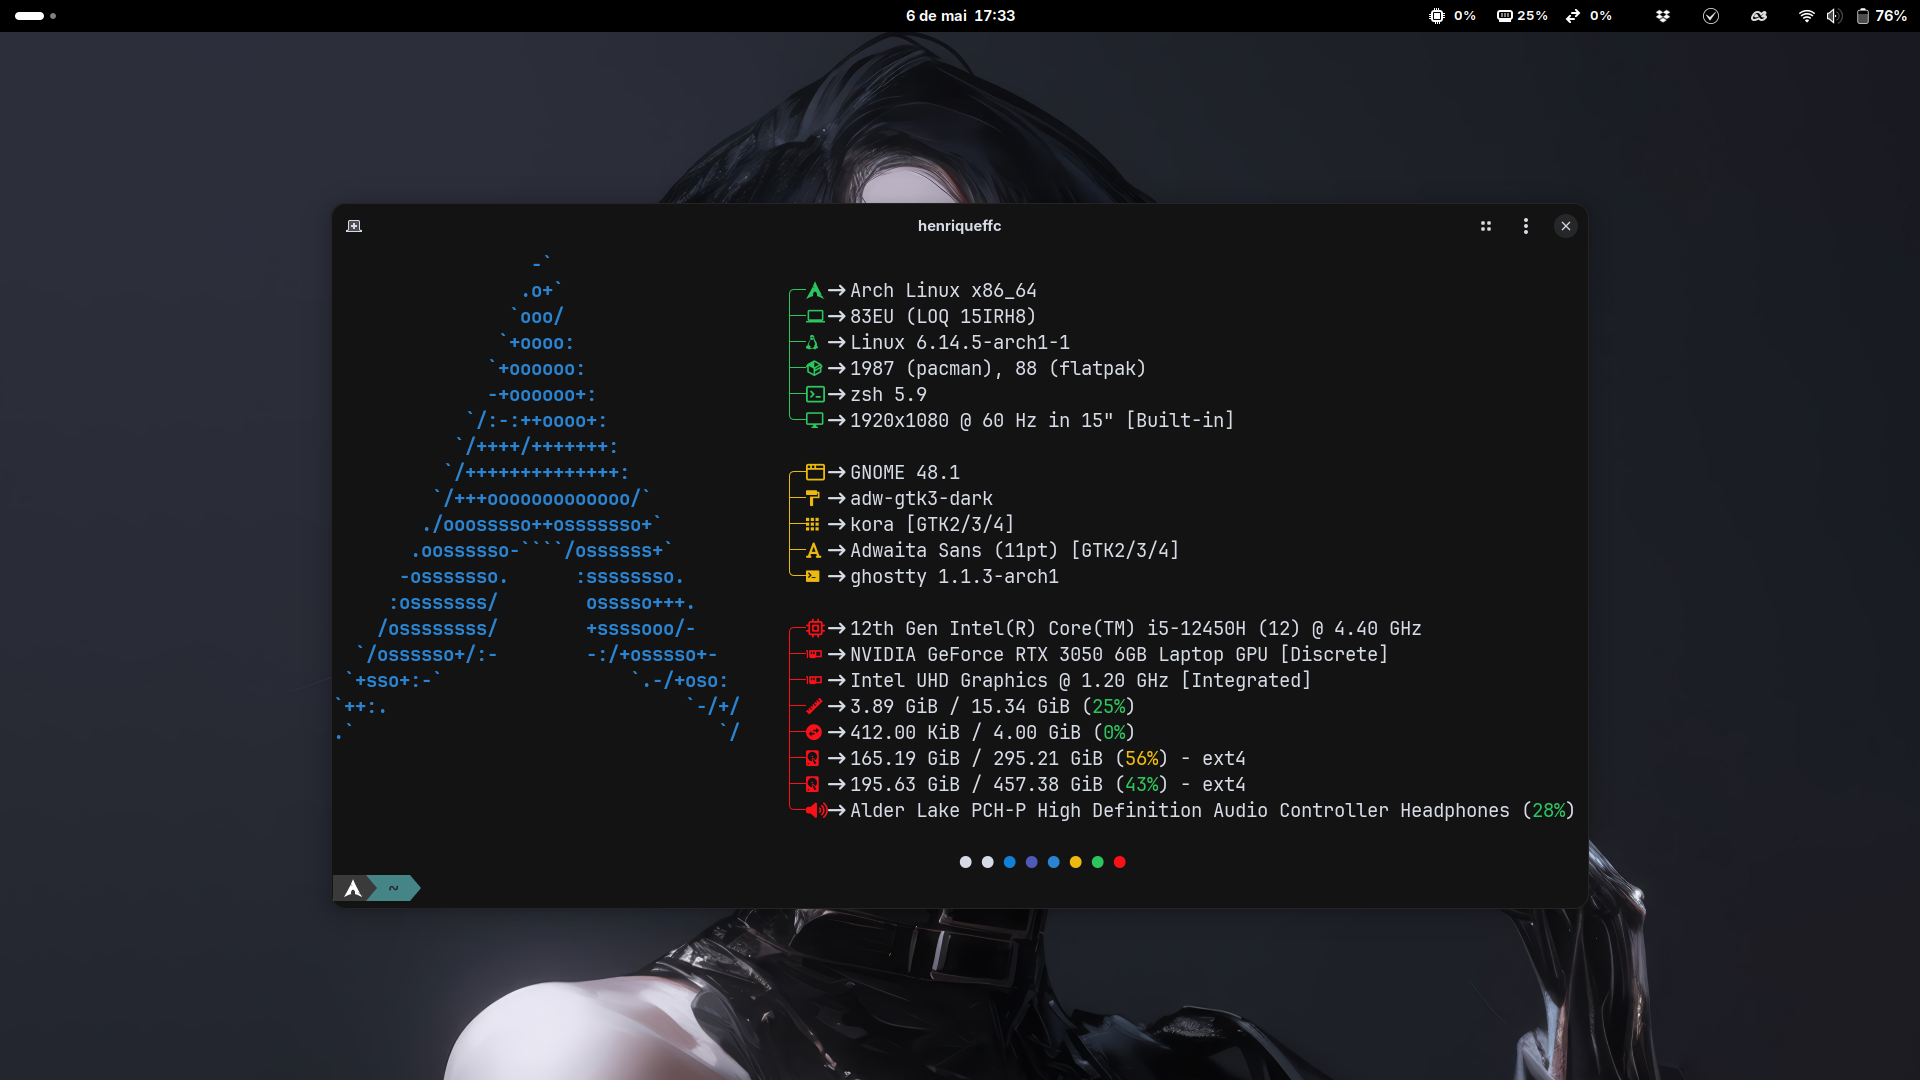 6 de mai 17:33
0% 25% 0% 76%
henriqueffc
                  -`
                 .o+`
                `ooo/
               `+oooo:
              `+oooooo:
              -+oooooo+:
            `/:-:++oooo+:
           `/++++/+++++++:
          `/++++++++++++++:
         `/+++ooooooooooooo/`
        ./ooosssso++osssssso+`
       .oossssso-````/ossssss+`
      -osssssso.      :ssssssso.
     :osssssss/        osssso+++.
    /ossssssss/        +ssssooo/-
  `/ossssso+/:-        -:/+osssso+-
 `+sso+:-`                 `.-/+oso:
`++:.                           `-/+/
.`                                 `/
Arch Linux x86_64
83EU (LOQ 15IRH8)
Linux 6.14.5-arch1-1
1987 (pacman), 88 (flatpak)
zsh 5.9
1920x1080 @ 60 Hz in 15" [Built-in]
GNOME 48.1
adw-gtk3-dark
kora [GTK2/3/4]
Adwaita Sans (11pt) [GTK2/3/4]
ghostty 1.1.3-arch1
12th Gen Intel(R) Core(TM) i5-12450H (12) @ 4.40 GHz
NVIDIA GeForce RTX 3050 6GB Laptop GPU [Discrete]
Intel UHD Graphics @ 1.20 GHz [Integrated]
3.89 GiB / 15.34 GiB (25%)
412.00 KiB / 4.00 GiB (0%)
165.19 GiB / 295.21 GiB (56%) - ext4
195.63 GiB / 457.38 GiB (43%) - ext4
Alder Lake PCH-P High Definition Audio Controller Headphones (28%)
~